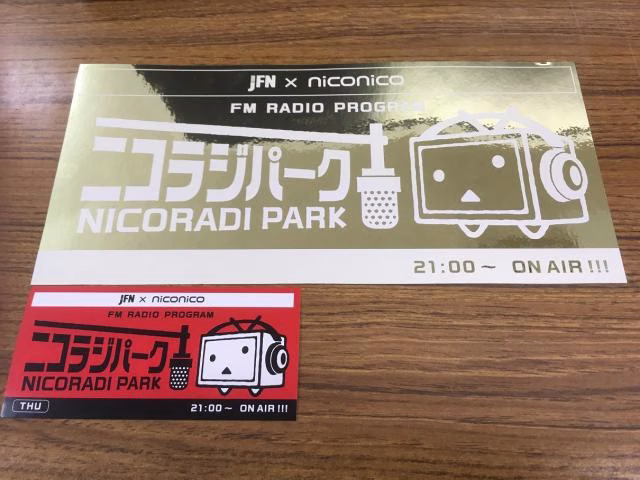 JFN × niconico
FM RADIO PROGRAM
ニコラジパーク
NICORADI PARK
21:00～ ON AIR!!!
JFN × niconico
FM RADIO PROGRAM
ニコラジパーク
NICORADI PARK
THU
21:00～ ON AIR!!!